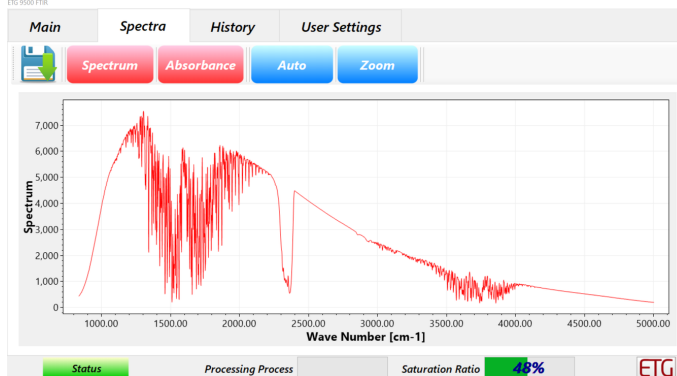 ETG 9500 FTIR
Main Spectra History User Settings
Spectrum Absorbance Auto Zoom
7,000
6,000
5,000
4,000
3,000
2,000
1,000
0
Spectrum
1000.00 1500.00 2000.00 2500.00 3000.00 3500.00 4000.00 4500.00 5000.00
Wave Number [cm-1]
Status Processing Process Saturation Ratio 48% ETG